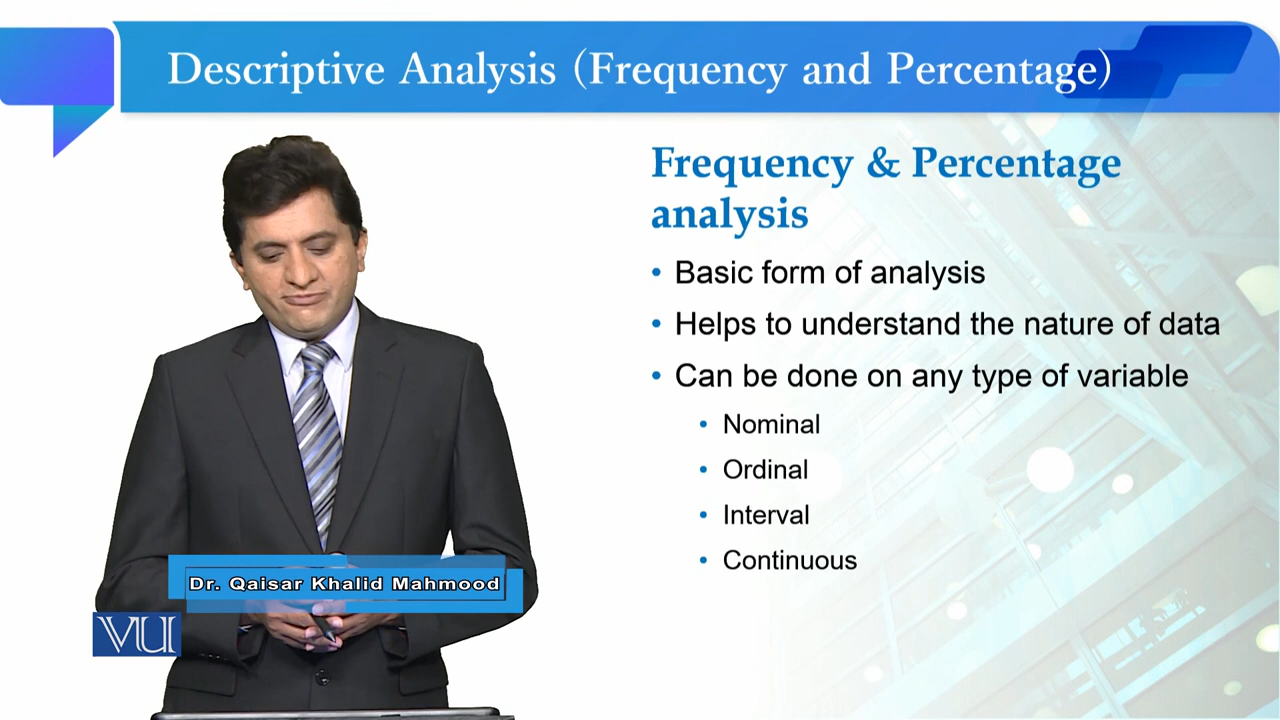 Descriptive Analysis (Frequency and Percentage)
Frequency & Percentage
analysis
• Basic form of analysis
• Helps to understand the nature of data
• Can be done on any type of variable
• Nominal
• Ordinal
• Interval
• Continuous
Dr. Qaisar Khalid Mahmood
VU